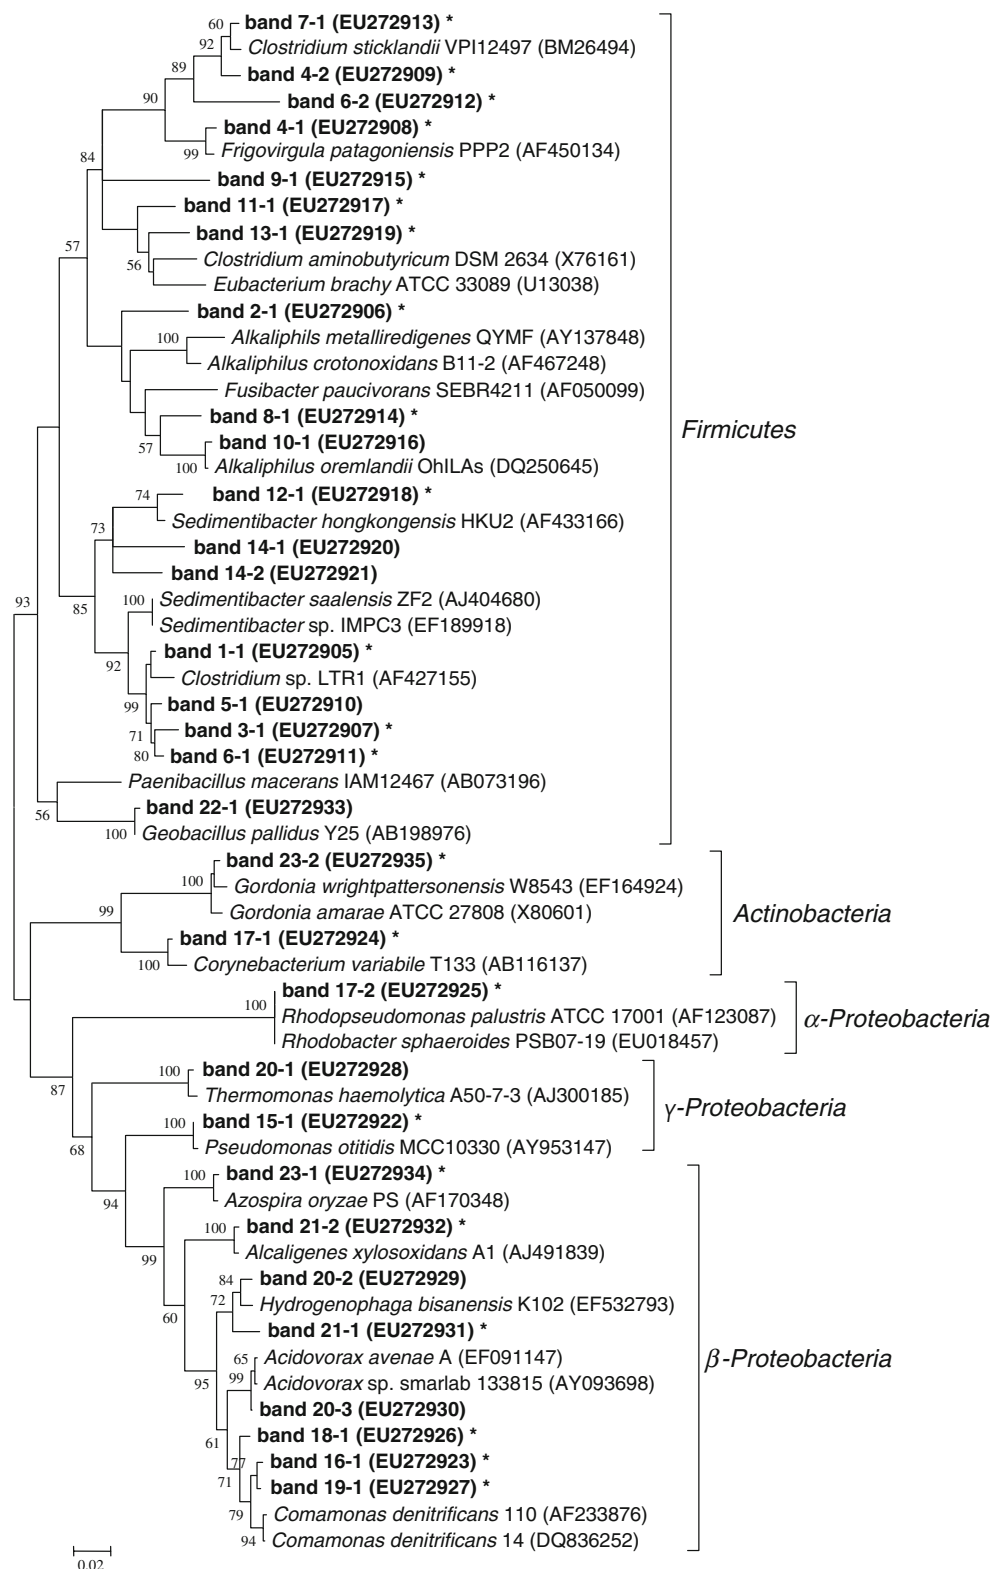 60
band 7-1 (EU272913) *
92
Clostridium sticklandii VPI12497 (BM26494)
89
band 4-2 (EU272909) *
90
band 6-2 (EU272912) *
band 4-1 (EU272908) *
99
Frigovirgula patagoniensis PPP2 (AF450134)
84
band 9-1 (EU272915) *
band 11-1 (EU272917) *
57
band 13-1 (EU272919) *
56
Clostridium aminobutyricum DSM 2634 (X76161)
Eubacterium brachy ATCC 33089 (U13038)
band 2-1 (EU272906) *
100
Alkaliphils metalliredigenes QYMF (AY137848)
Alkaliphilus crotonoxidans B11-2 (AF467248)
Fusibacter paucivorans SEBR4211 (AF050099)
band 8-1 (EU272914) *
Firmicutes
57
band 10-1 (EU272916)
100
Alkaliphilus oremlandii OhILAs (DQ250645)
74
band 12-1 (EU272918) *
73
Sedimentibacter hongkongensis HKU2 (AF433166)
band 14-1 (EU272920)
band 14-2 (EU272921)
93
85
100
Sedimentibacter saalensis ZF2 (AJ404680)
Sedimentibacter sp. IMPC3 (EF189918)
92
band 1-1 (EU272905) *
Clostridium sp. LTR1 (AF427155)
99
band 5-1 (EU272910)
71
band 3-1 (EU272907) *
80
band 6-1 (EU272911) *
Paenibacillus macerans IAM12467 (AB073196)
56
band 22-1 (EU272933)
100
Geobacillus pallidus Y25 (AB198976)
band 23-2 (EU272935) *
100
Gordonia wrightpattersonensis W8543 (EF164924)
99
Gordonia amarae ATCC 27808 (X80601)
Actinobacteria
band 17-1 (EU272924) *
100
Corynebacterium variabile T133 (AB116137)
band 17-2 (EU272925) *
100
Rhodopseudomonas palustris ATCC 17001 (AF123087)
α-Proteobacteria
Rhodobacter sphaeroides PSB07-19 (EU018457)
87
100
band 20-1 (EU272928)
Thermomonas haemolytica A50-7-3 (AJ300185)
γ-Proteobacteria
68
100
band 15-1 (EU272922) *
Pseudomonas otitidis MCC10330 (AY953147)
94
100
band 23-1 (EU272934) *
Azospira oryzae PS (AF170348)
99
100
band 21-2 (EU272932) *
Alcaligenes xylosoxidans A1 (AJ491839)
60
84
band 20-2 (EU272929)
72
Hydrogenophaga bisanensis K102 (EF532793)
band 21-1 (EU272931) *
95
65
Acidovorax avenae A (EF091147)
β-Proteobacteria
99
Acidovorax sp. smarlab 133815 (AY093698)
band 20-3 (EU272930)
61
band 18-1 (EU272926) *
77
band 16-1 (EU272923) *
71
band 19-1 (EU272927) *
79
Comamonas denitrificans 110 (AF233876)
94
Comamonas denitrificans 14 (DQ836252)
0.02